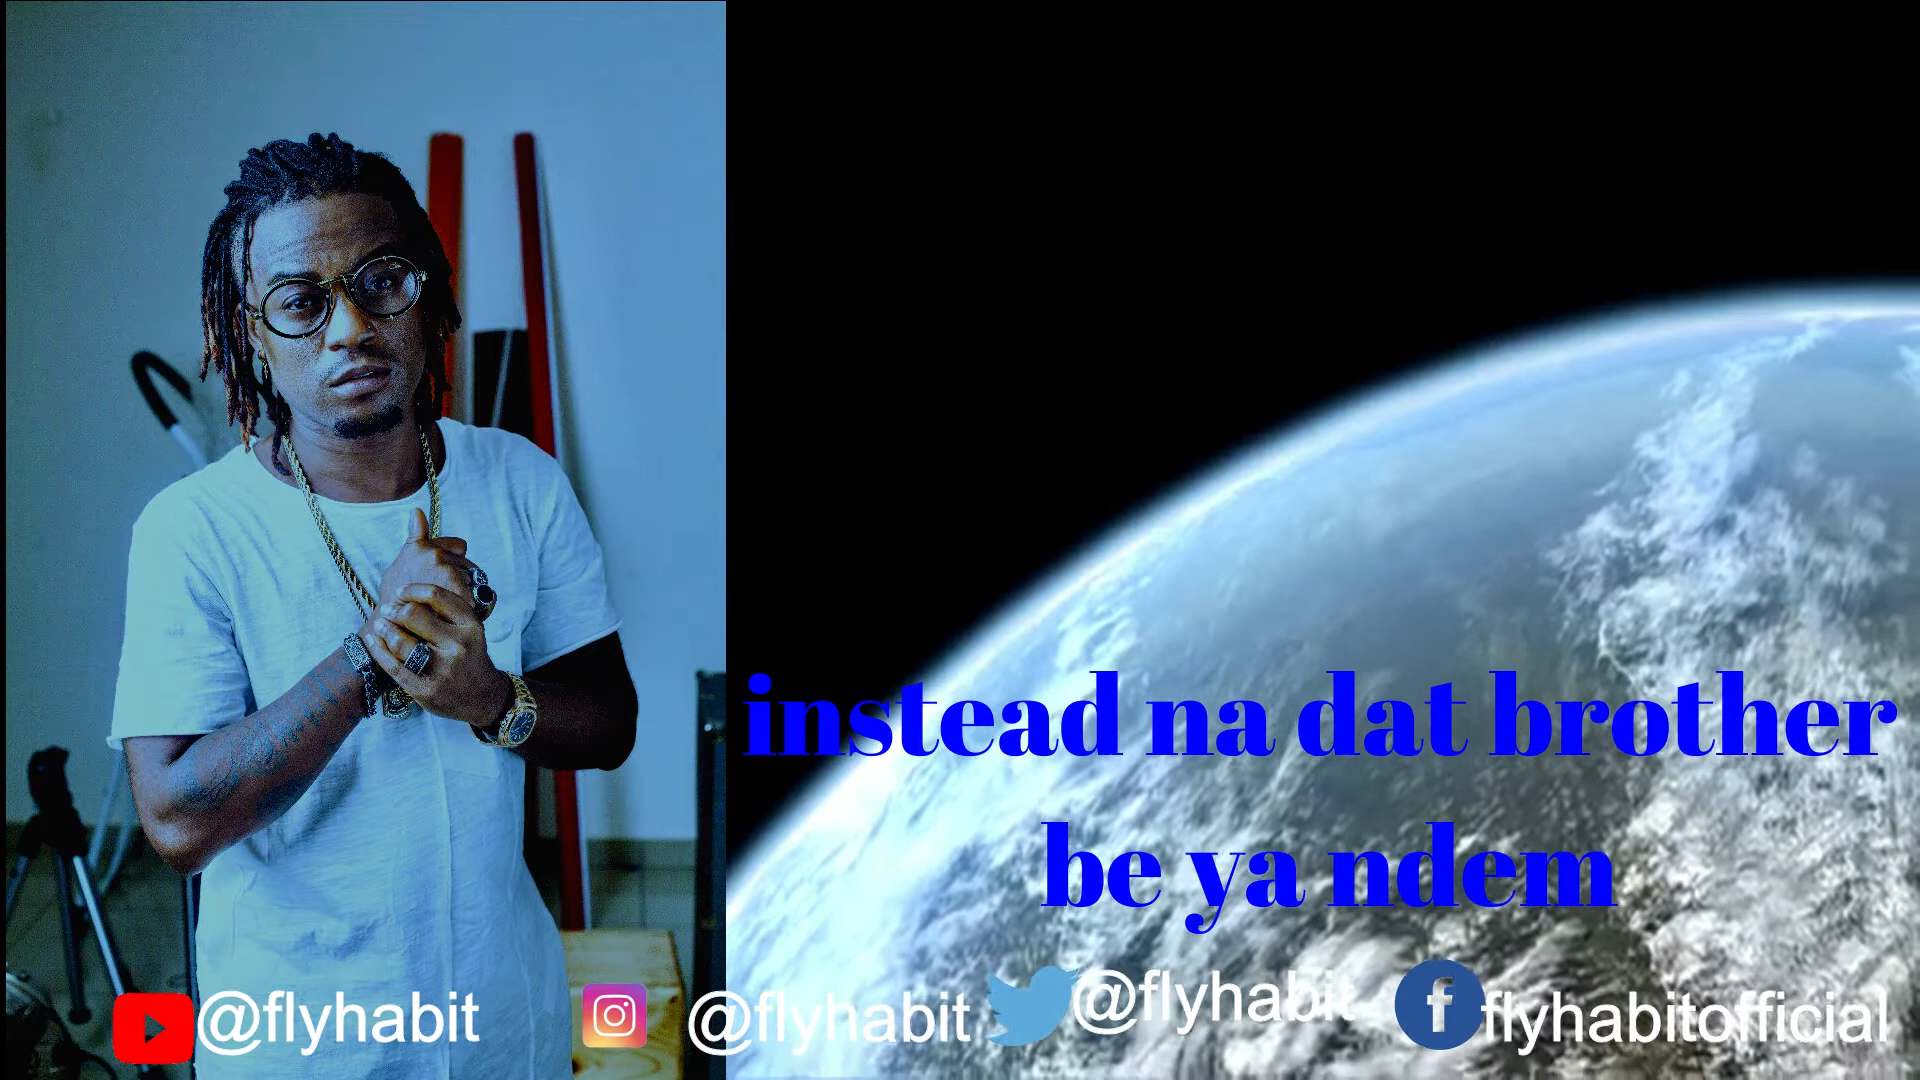 instead na dat brother
be ya ndem
@flyhabit
@flyhabit
@flyhabit
flyhabitofficial